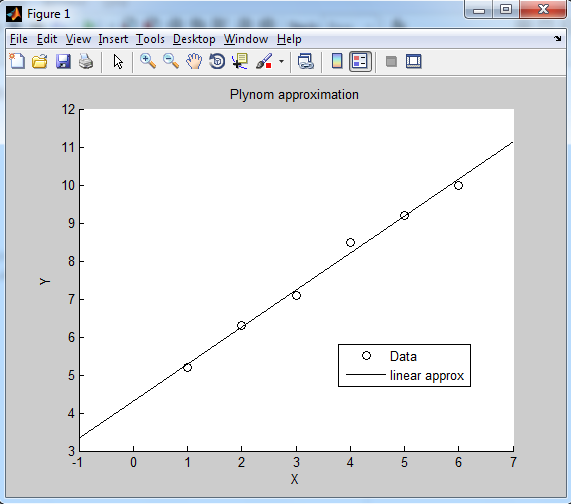 Figure 1
File Edit View Insert Tools Desktop Window Help
Plynom approximation
12
11
10
9
8
7
6
5
4
3
Y
Data
linear approx
-1 0 1 2 3 4 5 6 7
X